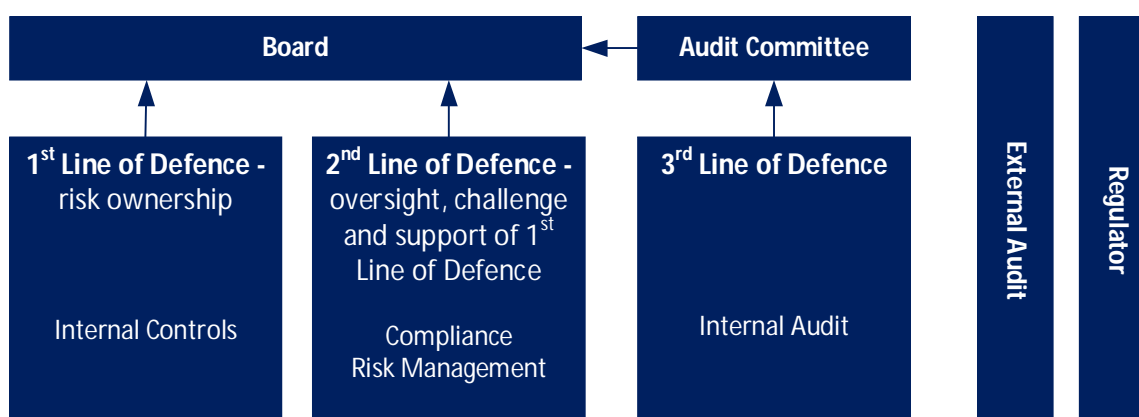 Board
Audit Committee
1st Line of Defence -
risk ownership
Internal Controls
2nd Line of Defence -
oversight, challenge
and support of 1st
Line of Defence
Compliance
Risk Management
3rd Line of Defence
Internal Audit
External Audit
Regulator